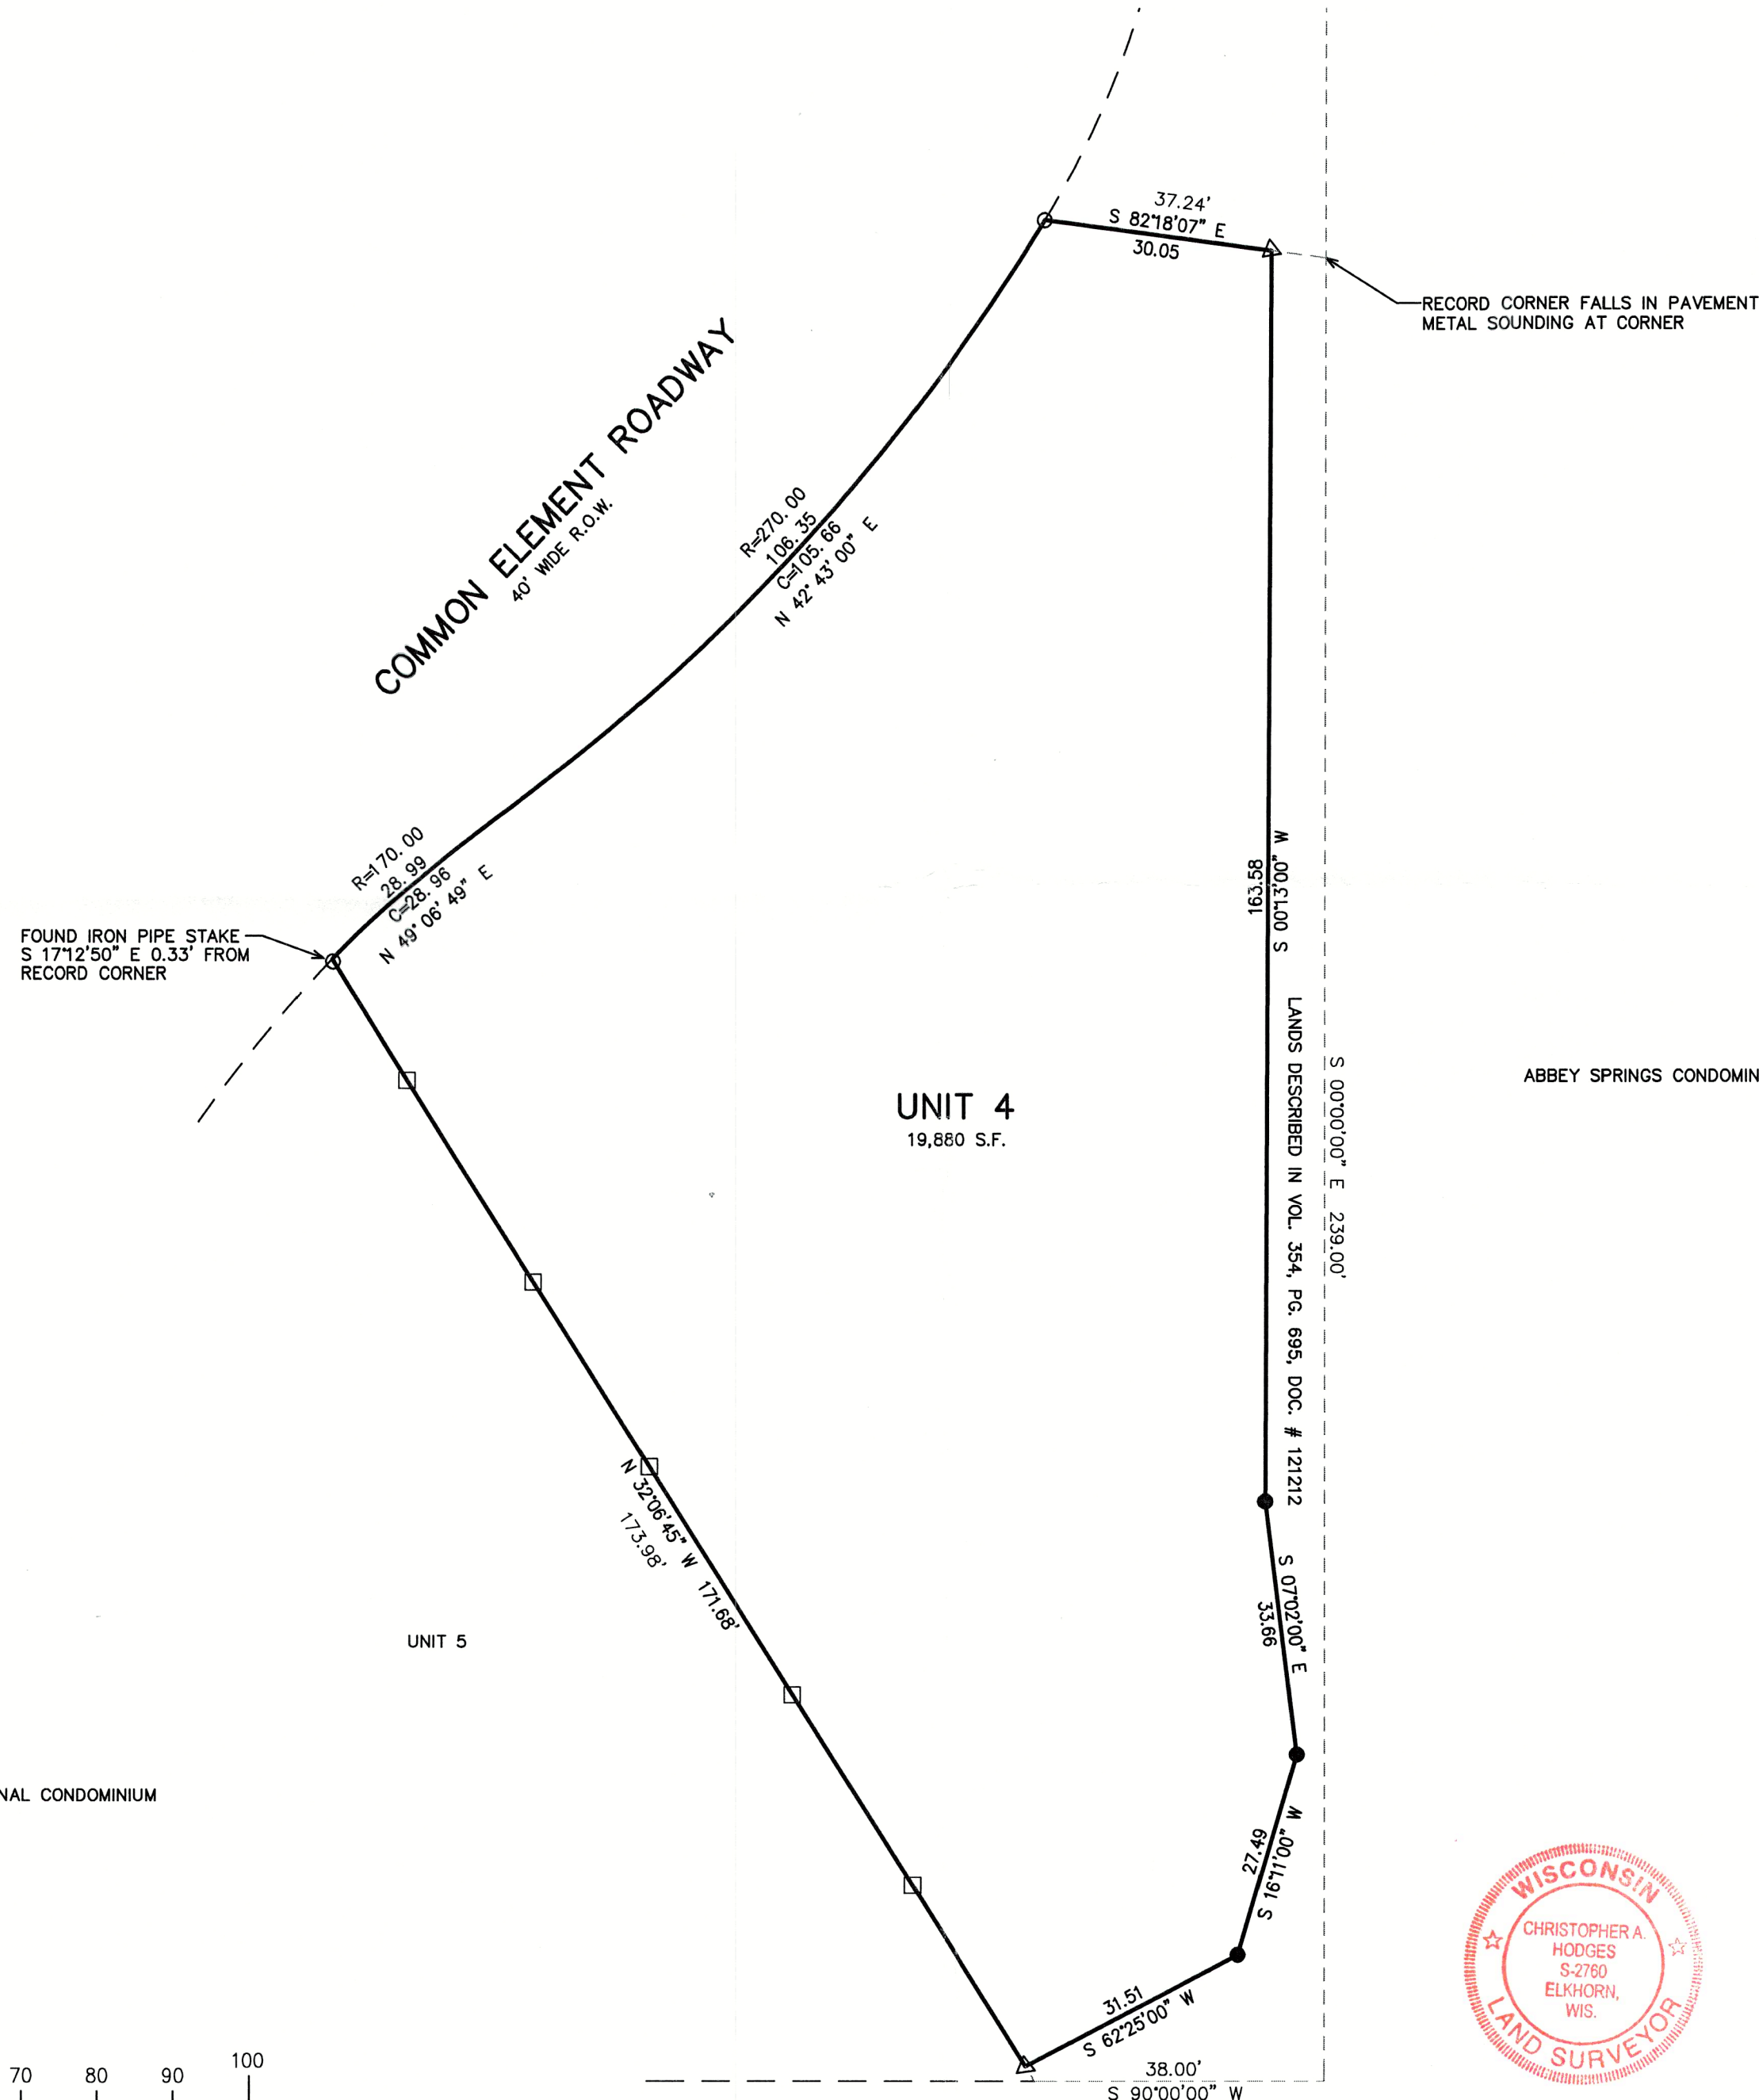 37.24'
S 82°18'07" E
30.05
RECORD CORNER FALLS IN PAVEMENT
METAL SOUNDING AT CORNER
COMMON ELEMENT ROADWAY
40' WIDE R.O.W.
R=270.00
106.35
C=105.66
N 42°43'00" E
R=170.00
28.99
C=28.96
N 49°06'49" E
FOUND IRON PIPE STAKE
S 17°12'50" E 0.33' FROM
RECORD CORNER
S 00°13'00" W
163.58
LANDS DESCRIBED IN VOL. 354, PG. 695, DOC. # 121212
S 00°00'00" E 239.00'
ABBEY SPRINGS CONDOMIN
UNIT 4
19,880 S.F.
N 32°06'45" W 171.68'
173.98'
S 07°02'00" E
33.66
UNIT 5
NAL CONDOMINIUM
27.49
S 16°11'00" W
31.51
S 62°25'00" W
38.00'
S 90°00'00" W
70 80 90 100
WISCONSIN
CHRISTOPHER A.
HODGES
S-2760
ELKHORN,
WIS.
LAND SURVEYOR